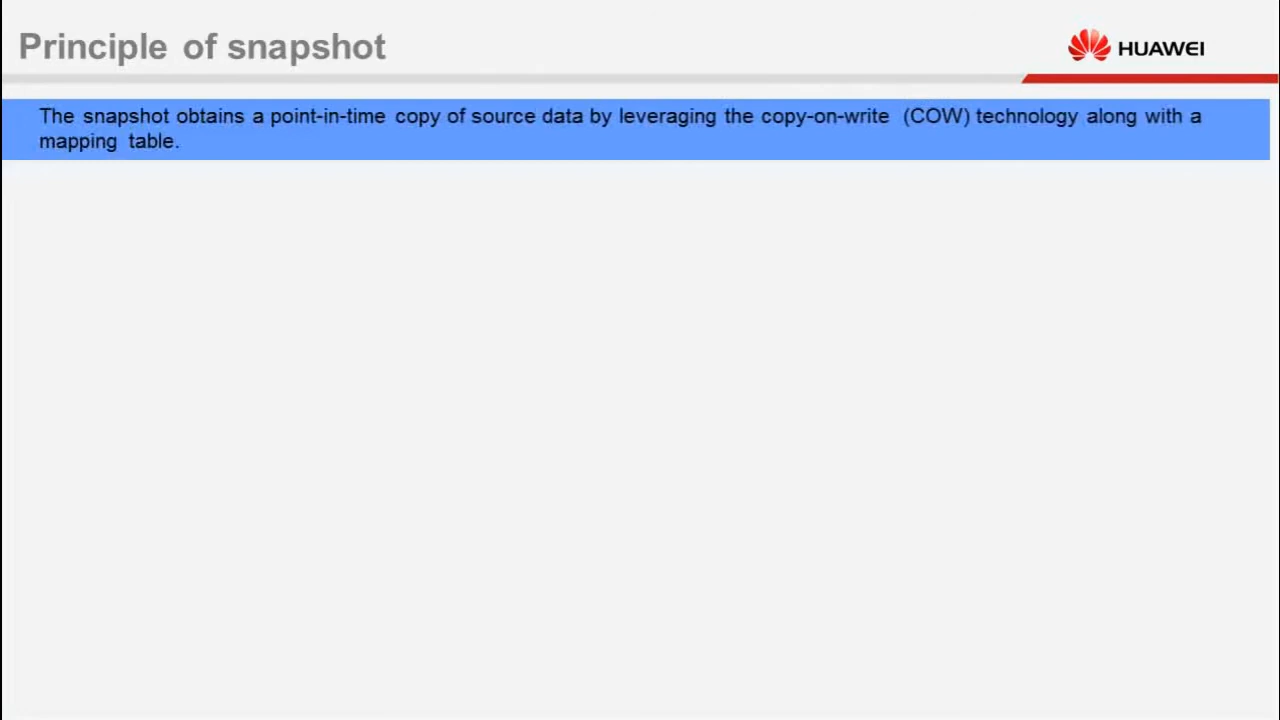 Principle of snapshot
HUAWEI
The snapshot obtains a point-in-time copy of source data by leveraging the copy-on-write (COW) technology along with a
mapping table.